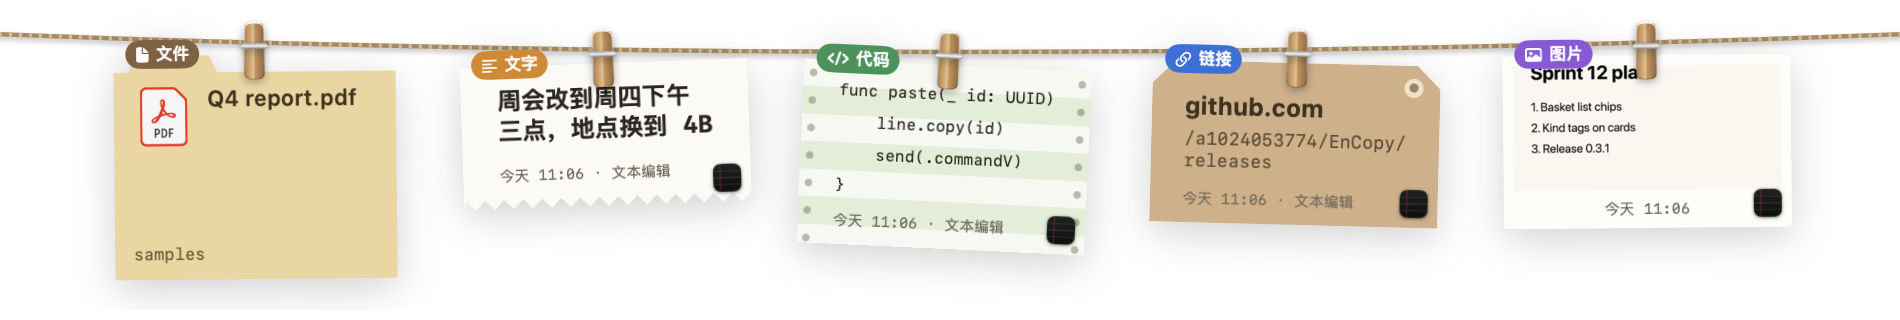 文件
PDF
Q4 report.pdf
samples
文字
周会改到周四下午
三点，地点换到 4B
今天 11:06 · 文本编辑
代码
func paste(_ id: UUID)
line.copy(id)
send(.commandV)
}
今天 11:06 · 文本编辑
链接
github.com
/a1024053774/EnCopy/
releases
今天 11:06 · 文本编辑
图片
Sprint 12 pla
1. Basket list chips
2. Kind tags on cards
3. Release 0.3.1
今天 11:06